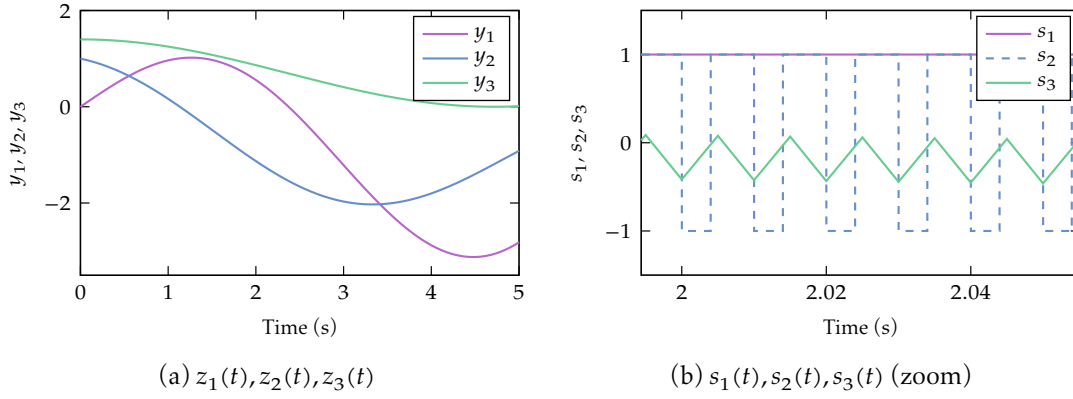 2
0
−2
y1, y2, y3
y1
y2
y3
0 1 2 3 4 5
Time (s)
(a) z1(t), z2(t), z3(t)
1
0
−1
s1, s2, s3
s1
s2
s3
2 2.02 2.04
Time (s)
(b) s1(t), s2(t), s3(t) (zoom)